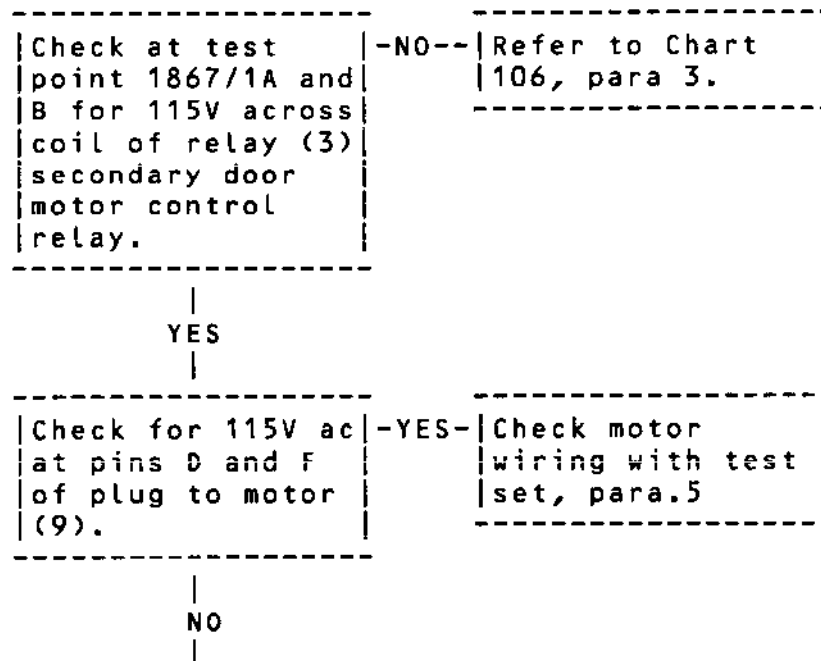 Check at test
point 1867/1A and
B for 115V across
coil of relay (3)
secondary door
motor control
relay.
-NO--
Refer to Chart
106, para 3.
YES
Check for 115V ac
at pins D and F
of plug to motor
(9).
-YES-
Check motor
wiring with test
set, para.5
NO